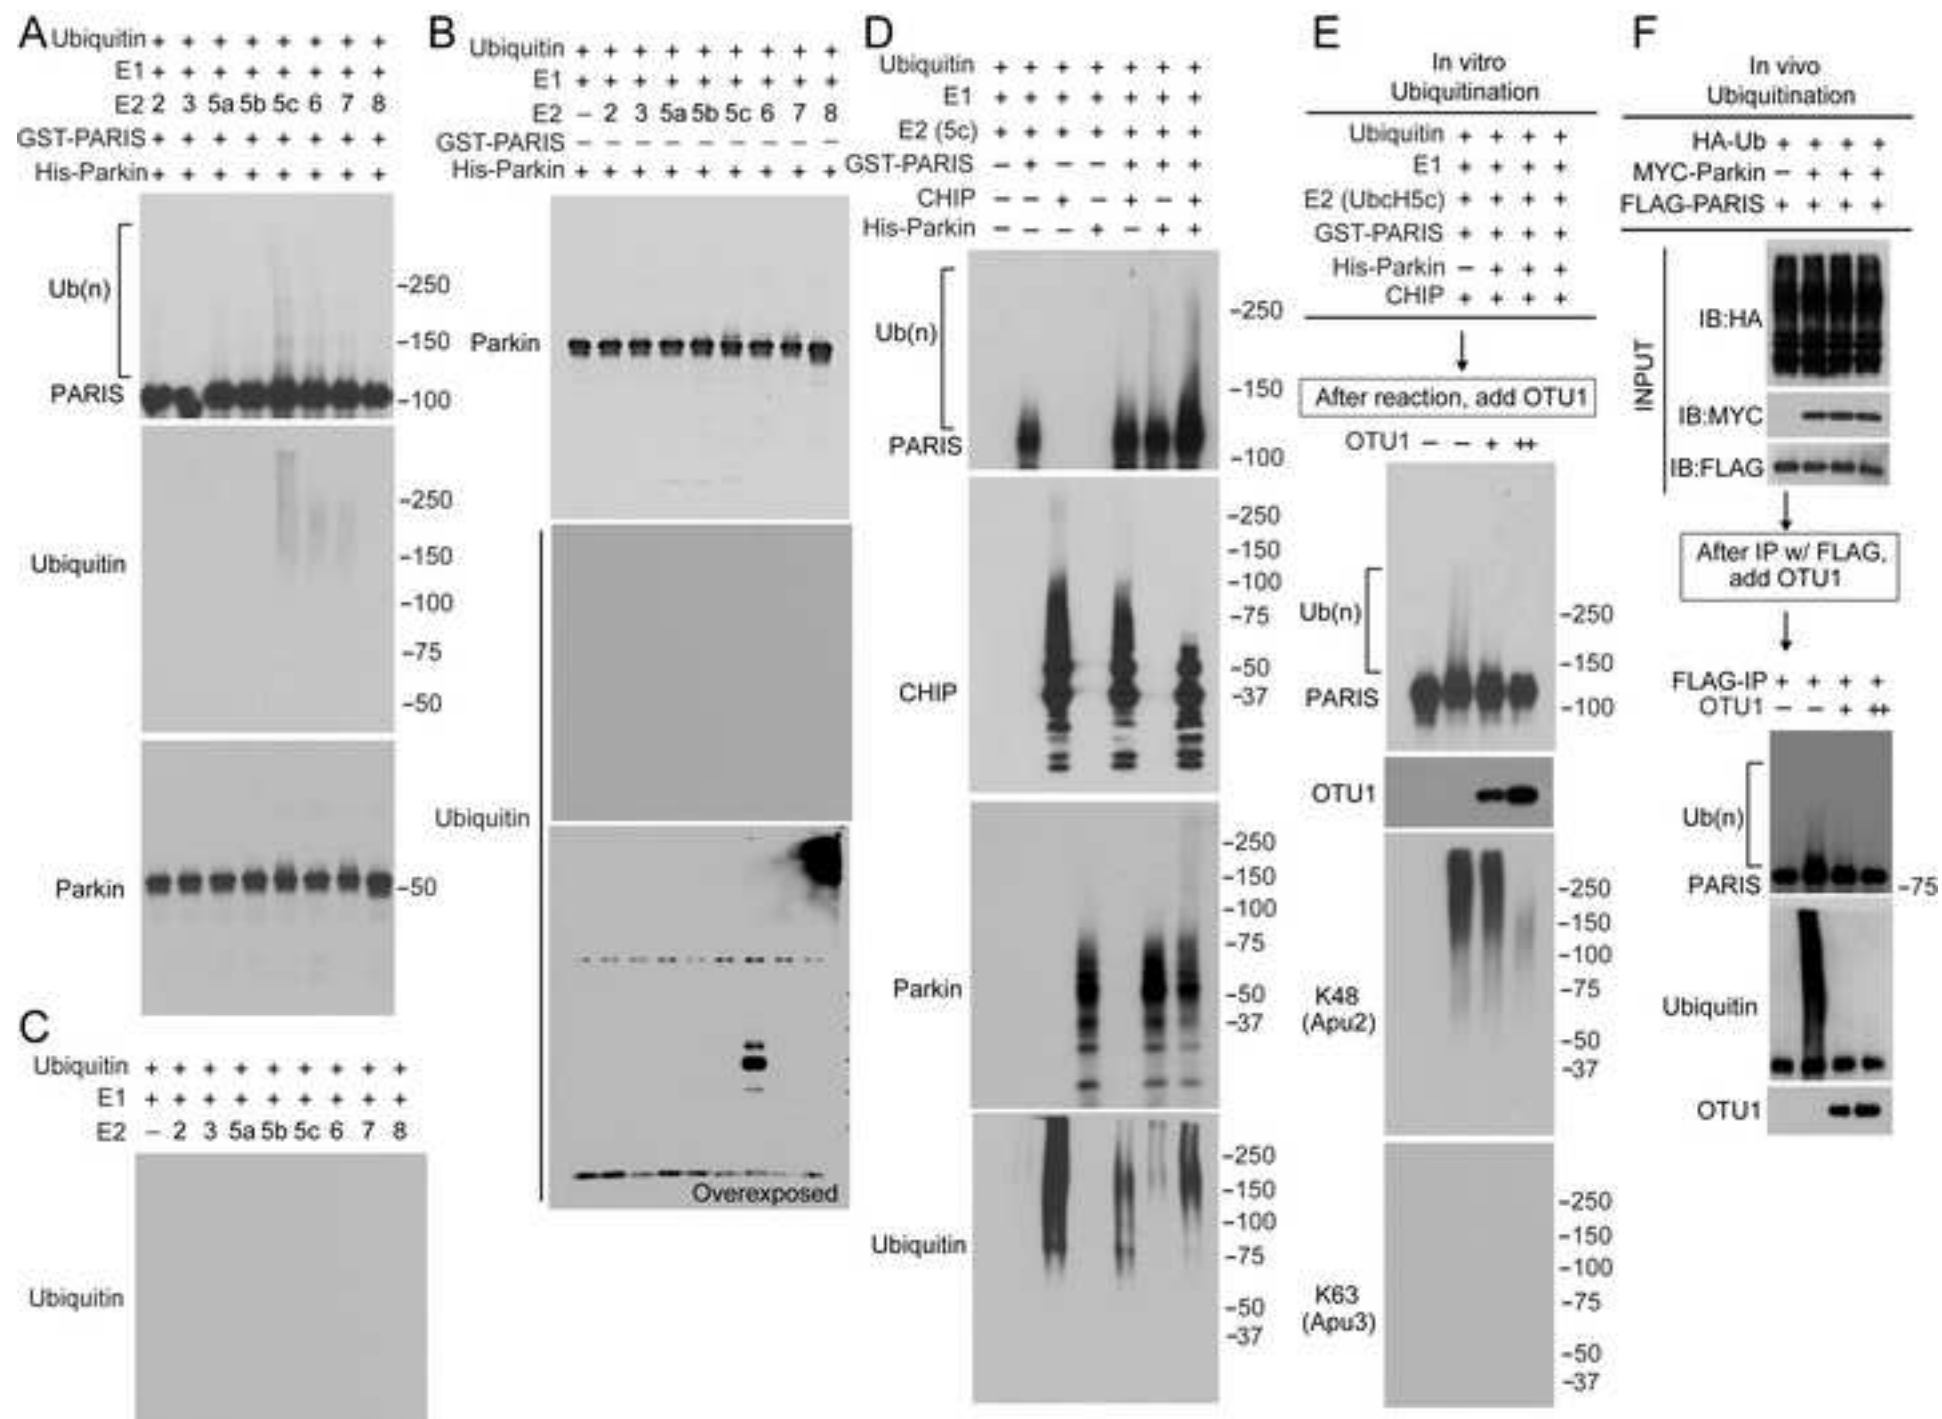 A
Ubiquitin + + + + + + + +
E1 + + + + + + + +
E2 2 3 5a 5b 5c 6 7 8
GST-PARIS + + + + + + + +
His-Parkin + + + + + + + +
Ub(n)
PARIS
-250
-150
-100
Ubiquitin
-250
-150
-100
-75
-50
Parkin
-50
B
Ubiquitin + + + + + + + + +
E1 + + + + + + + + +
E2 – 2 3 5a 5b 5c 6 7 8
GST-PARIS – – – – – – – – –
His-Parkin + + + + + + + + +
Parkin
Ubiquitin
Overexposed
C
Ubiquitin + + + + + + + + +
E1 + + + + + + + + +
E2 – 2 3 5a 5b 5c 6 7 8
Ubiquitin
D
Ubiquitin + + + + + + +
E1 + + + + + + +
E2 (5c) + + + + + + +
GST-PARIS – + – – + + +
CHIP – – + – + – +
His-Parkin – – – + – + +
Ub(n)
PARIS
-250
-150
-100
CHIP
-250
-150
-100
-75
-50
-37
Parkin
-250
-150
-100
-75
-50
-37
Ubiquitin
-250
-150
-100
-75
-50
-37
E
In vitro
Ubiquitination
Ubiquitin + + + +
E1 + + + +
E2 (UbcH5c) + + + +
GST-PARIS + + + +
His-Parkin – + + +
CHIP + + + +
After reaction, add OTU1
OTU1 – – + ++
Ub(n)
PARIS
-250
-150
-100
OTU1
K48
(Apu2)
-250
-150
-100
-75
-50
-37
K63
(Apu3)
-250
-150
-100
-75
-50
-37
F
In vivo
Ubiquitination
HA-Ub + + + +
MYC-Parkin – + + +
FLAG-PARIS + + + +
INPUT
IB:HA
IB:MYC
IB:FLAG
After IP w/ FLAG,
add OTU1
FLAG-IP + + + +
OTU1 – – + ++
Ub(n)
PARIS
-75
Ubiquitin
OTU1